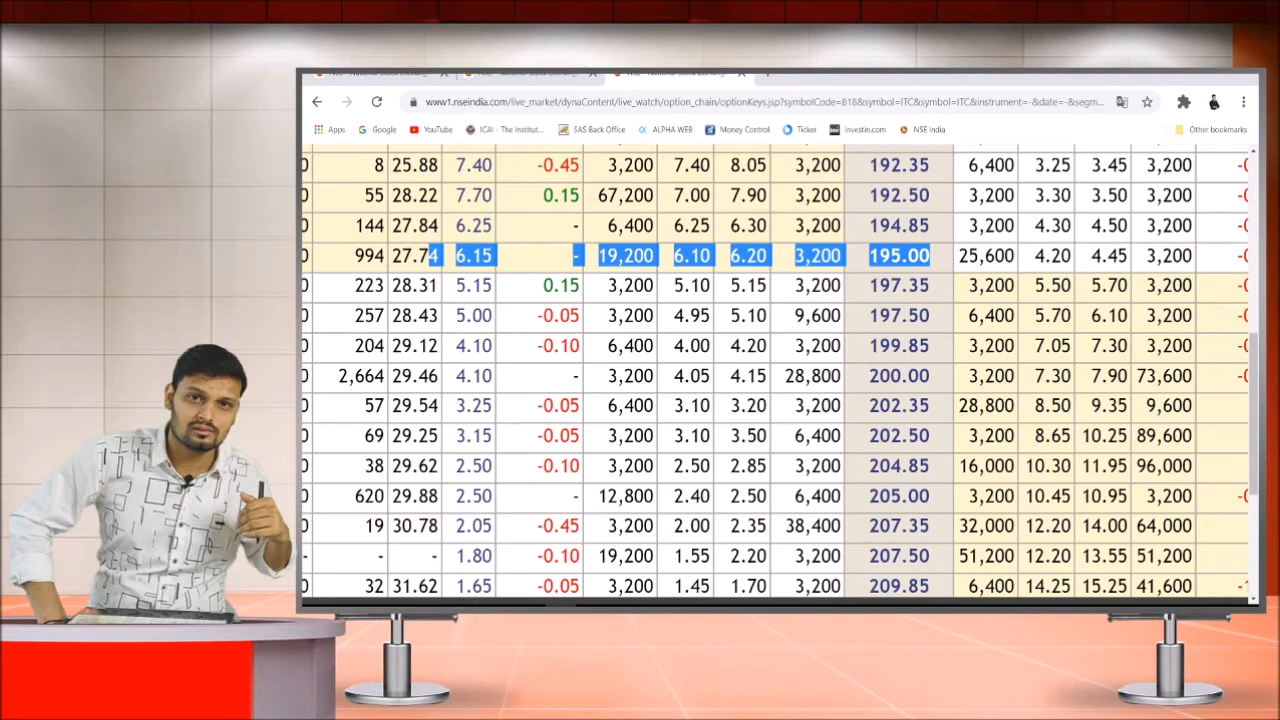 www1.nseindia.com/live_market/dynaContent/live_watch/option_chain/optionKeys.jsp?symbolCode=818&symbol=ITC&symbol=ITC&instrument=-&date=-&segm...
Apps Google YouTube ICAI - The Institut... SAS Back Office ALPHA WEB Money Control Ticker Investin.com NSE India Other bookmarks
0 8 25.88 7.40 -0.45 3,200 7.40 8.05 3,200 192.35 6,400 3.25 3.45 3,200
0 55 28.22 7.70 0.15 67,200 7.00 7.90 3,200 192.50 3,200 3.30 3.50 3,200
0 144 27.84 6.25 - 6,400 6.25 6.30 3,200 194.85 3,200 4.30 4.50 3,200
0 994 27.74 6.15 - 19,200 6.10 6.20 3,200 195.00 25,600 4.20 4.45 3,200
0 223 28.31 5.15 0.15 3,200 5.10 5.15 3,200 197.35 3,200 5.50 5.70 3,200
0 257 28.43 5.00 -0.05 3,200 4.95 5.10 9,600 197.50 6,400 5.70 6.10 3,200
0 204 29.12 4.10 -0.10 6,400 4.00 4.20 3,200 199.85 3,200 7.05 7.30 3,200
0 2,664 29.46 4.10 - 3,200 4.05 4.15 28,800 200.00 3,200 7.30 7.90 73,600
0 57 29.54 3.25 -0.05 6,400 3.10 3.20 3,200 202.35 28,800 8.50 9.35 9,600
0 69 29.25 3.15 -0.05 3,200 3.10 3.50 6,400 202.50 3,200 8.65 10.25 89,600
0 38 29.62 2.50 -0.10 3,200 2.50 2.85 3,200 204.85 16,000 10.30 11.95 96,000
0 620 29.88 2.50 - 12,800 2.40 2.50 6,400 205.00 3,200 10.45 10.95 3,200
0 19 30.78 2.05 -0.45 3,200 2.00 2.35 38,400 207.35 32,000 12.20 14.00 64,000
- - - 1.80 -0.10 19,200 1.55 2.20 3,200 207.50 51,200 12.20 13.55 51,200
0 32 31.62 1.65 -0.05 3,200 1.45 1.70 3,200 209.85 6,400 14.25 15.25 41,600